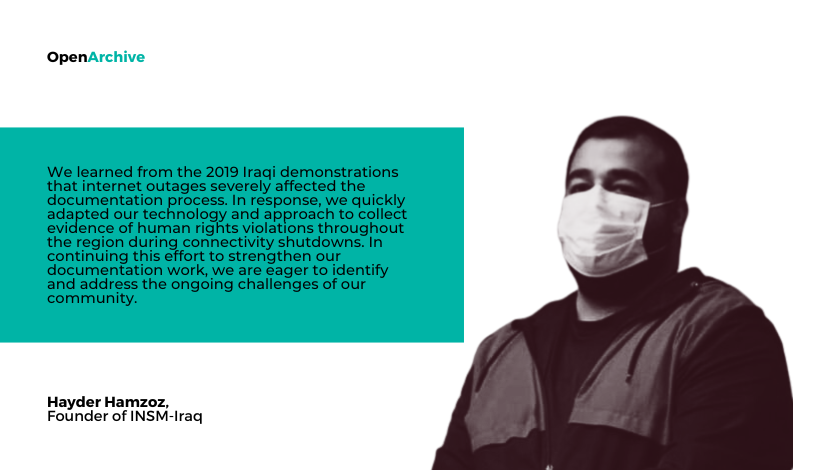 OpenArchive
We learned from the 2019 Iraqi demonstrations
that internet outages severely affected the
documentation process. In response, we quickly
adapted our technology and approach to collect
evidence of human rights violations throughout
the region during connectivity shutdowns. In
continuing this effort to strengthen our
documentation work, we are eager to identify
and address the ongoing challenges of our
community.
Hayder Hamzoz,
Founder of INSM-Iraq